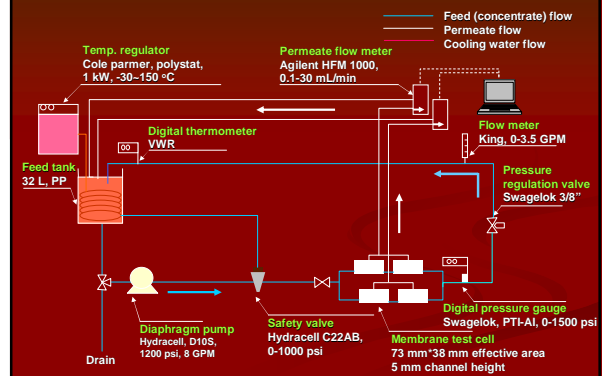 Feed (concentrate) flow
Permeate flow
Cooling water flow
Temp. regulator
Cole parmer, polystat,
1 kW, -30~150 °C
Permeate flow meter
Agilent HFM 1000,
0.1-30 mL/min
Digital thermometer
VWR
Flow meter
King, 0-3.5 GPM
Feed tank
32 L, PP
Pressure
regulation valve
Swagelok 3/8”
Diaphragm pump
Hydracell, D10S,
1200 psi, 8 GPM
Safety valve
Hydracell C22AB,
0-1000 psi
Digital pressure gauge
Swagelok, PTI-AI, 0-1500 psi
Membrane test cell
73 mm*38 mm effective area
5 mm channel height
Drain